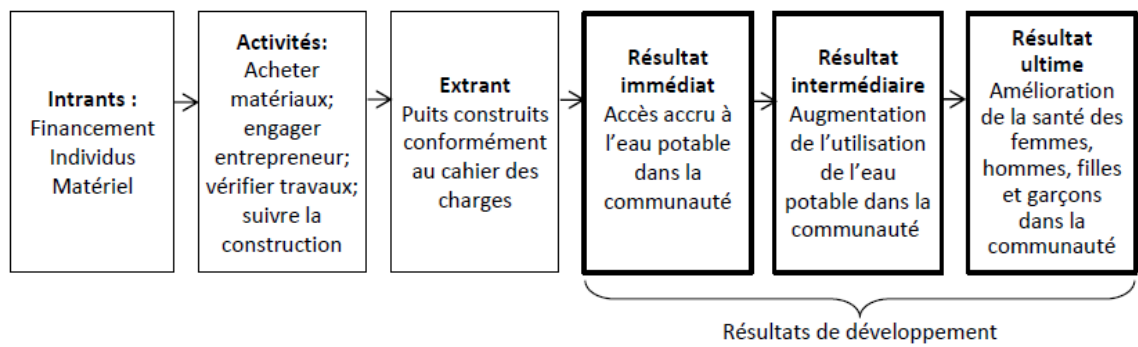 Intrants :
Financement
Individus
Matériel
Activités:
Acheter
matériaux;
engager
entrepreneur;
vérifier travaux;
suivre la
construction
Extrant
Puits construits
conformément
au cahier des
charges
Résultat
immédiat
Accès accru à
l'eau potable
dans la
communauté
Résultat
intermédiaire
Augmentation
de l'utilisation
de l'eau
potable dans la
communauté
Résultat
ultime
Amélioration
de la santé des
femmes,
hommes, filles
et garçons
dans la
communauté
Résultats de développement